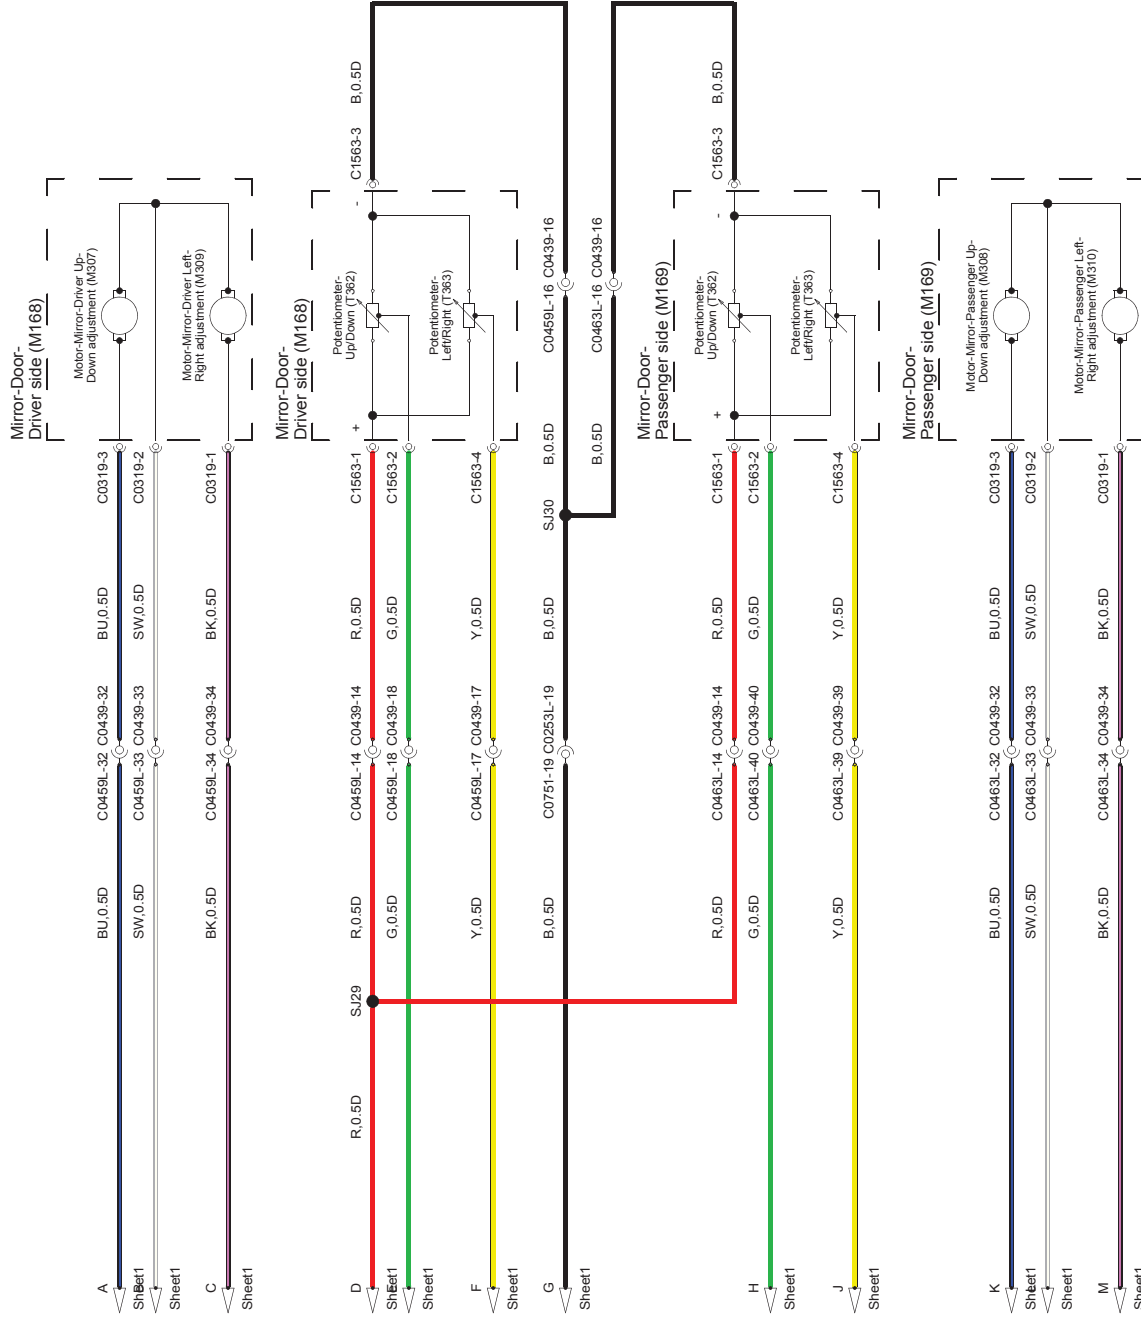 Mirror-Door-
Driver side (M168)
Motor-Mirror-Driver Up-
Down adjustment (M307)
Motor-Mirror-Driver Left-
Right adjustment (M309)
C0319-3
C0319-2
C0319-1
BU,0.5D
SW,0.5D
BK,0.5D
C0459L-32 C0439-32
C0459L-33 C0439-33
C0459L-34 C0439-34
BU,0.5D
SW,0.5D
BK,0.5D
A
Sheet1
B
Sheet1
C
Sheet1
Mirror-Door-
Driver side (M168)
B,0.5D
C1563-3
-
Potentiometer-
Up/Down (T362)
Potentiometer-
Left/Right (T363)
+
C1563-1
C1563-2
C1563-4
R,0.5D
G,0.5D
Y,0.5D
C0459L-14 C0439-14
C0459L-18 C0439-18
C0459L-17 C0439-17
R,0.5D
G,0.5D
Y,0.5D
SJ29
R,0.5D
D
Sheet1
E
Sheet1
F
Sheet1
C0459L-16 C0439-16
C0463L-16 C0439-16
B,0.5D
B,0.5D
SJ30
B,0.5D
C0751-19 C0253L-19
B,0.5D
G
Sheet1
Mirror-Door-
Passenger side (M169)
B,0.5D
C1563-3
-
Potentiometer-
Up/Down (T362)
Potentiometer-
Left/Right (T363)
+
C1563-1
C1563-2
C1563-4
R,0.5D
G,0.5D
Y,0.5D
C0463L-14 C0439-14
C0463L-40 C0439-40
C0463L-39 C0439-39
R,0.5D
G,0.5D
Y,0.5D
H
Sheet1
J
Sheet1
Mirror-Door-
Passenger side (M169)
Motor-Mirror-Passenger Up-
Down adjustment (M308)
Motor-Mirror-Passenger Left-
Right adjustment (M310)
C0319-3
C0319-2
C0319-1
BU,0.5D
SW,0.5D
BK,0.5D
C0463L-32 C0439-32
C0463L-33 C0439-33
C0463L-34 C0439-34
BU,0.5D
SW,0.5D
BK,0.5D
K
Sheet1
L
Sheet1
M
Sheet1